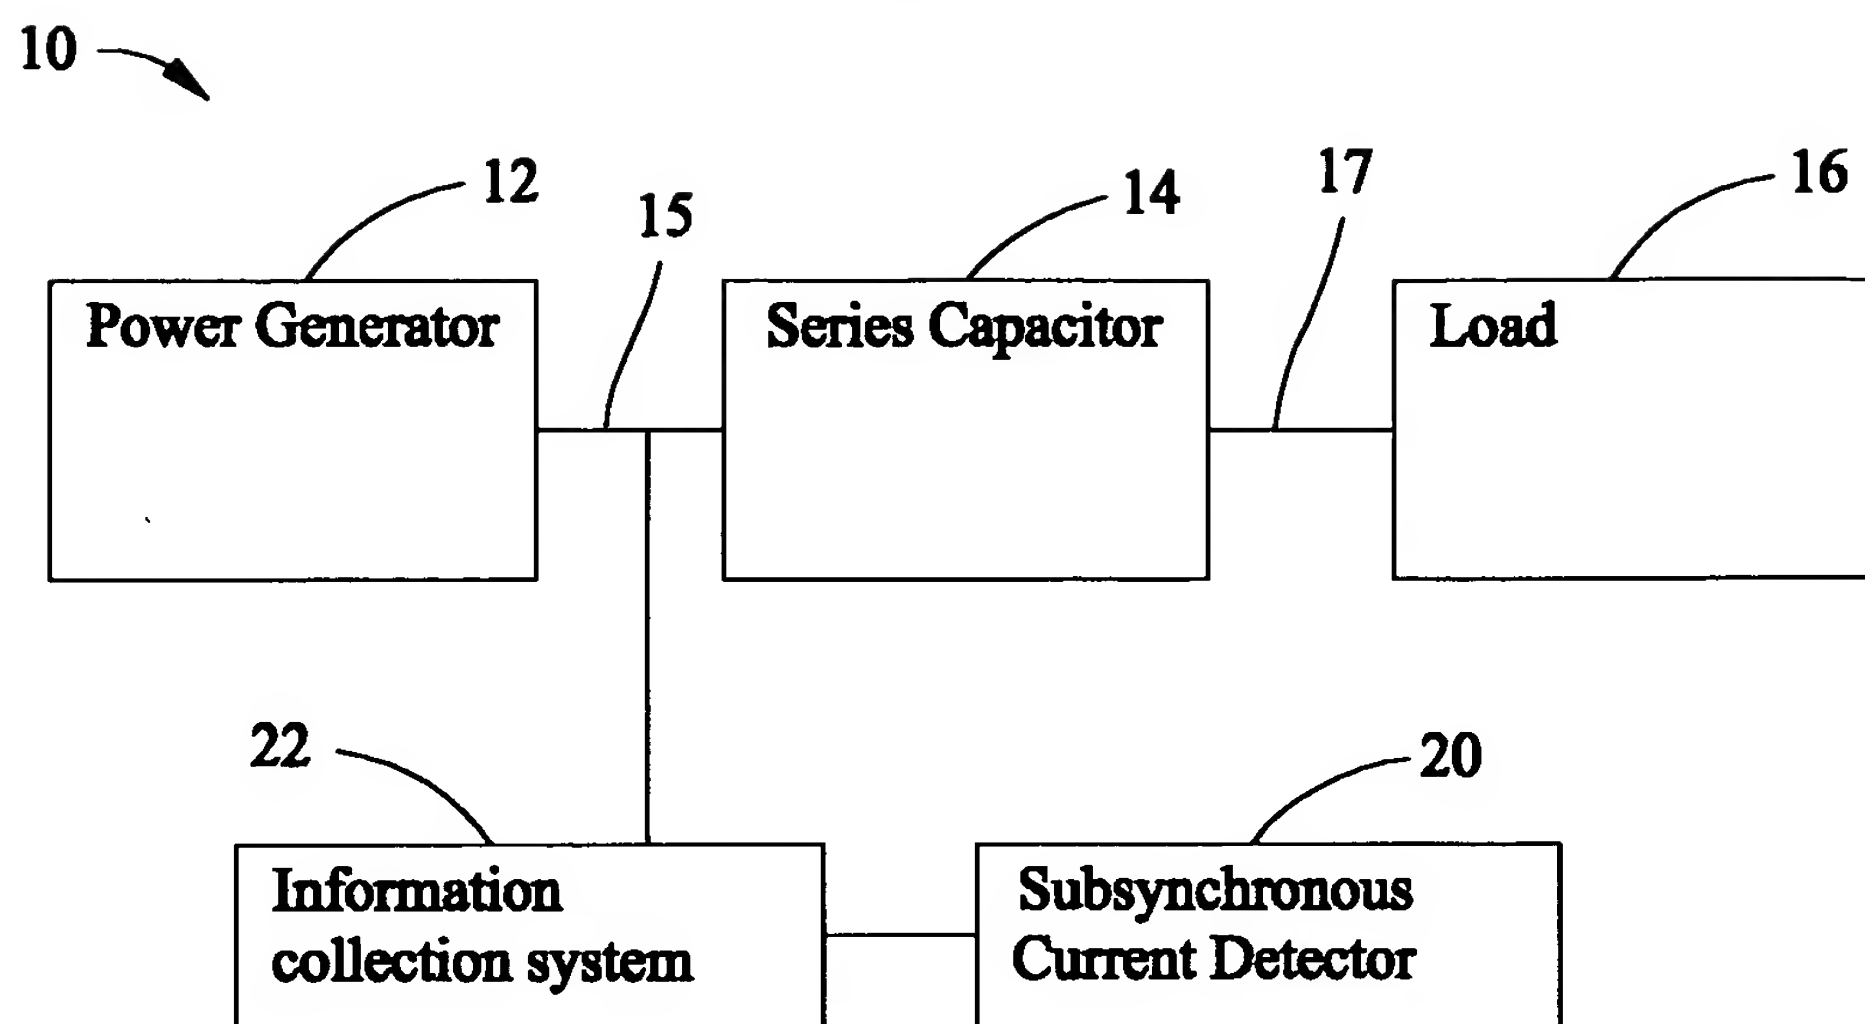 10
12
15
14
17
16
Power Generator
Series Capacitor
Load
22
20
Information
collection system
Subsynchronous
Current Detector